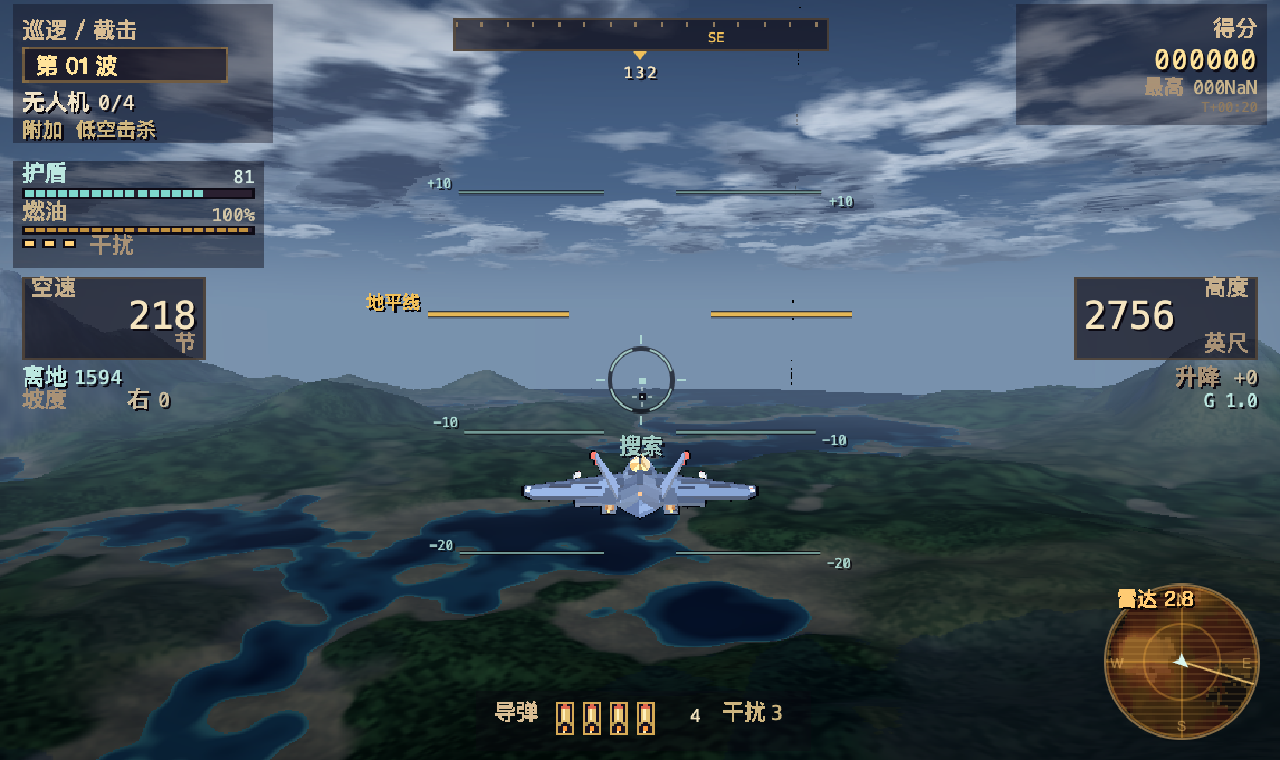 巡逻 / 截击
第 01 波
无人机 0/4
附加 低空击杀
护盾 81
燃油 100%
干扰
空速
218
节
离地 1594
坡度 右 0
SE
132
+10 +10
地平线
-10 -10
搜索
-20 -20
得分
000000
最高 000NaN
T+00:20
高度
2756
英尺
升降 +0
G 1.0
雷达 2.8
W E
S
导弹 4 干扰 3